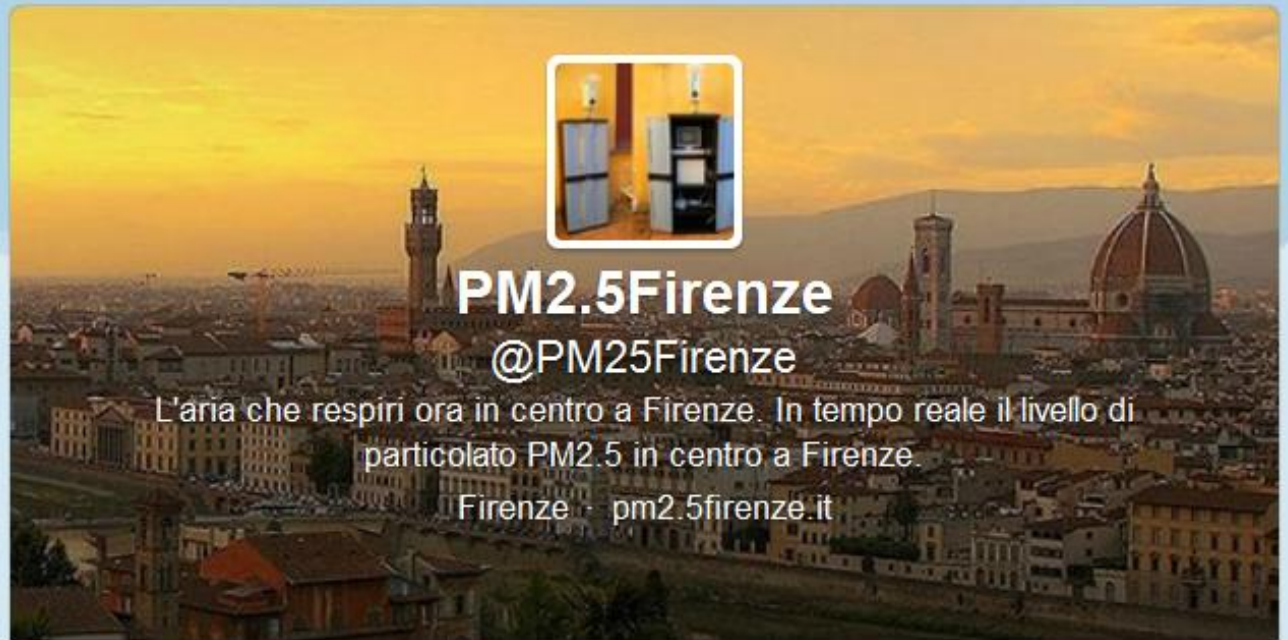 PM2.5Firenze
@PM25Firenze
L'aria che respiri ora in centro a Firenze. In tempo reale il livello di
particolato PM2.5 in centro a Firenze.
Firenze · pm2.5firenze.it